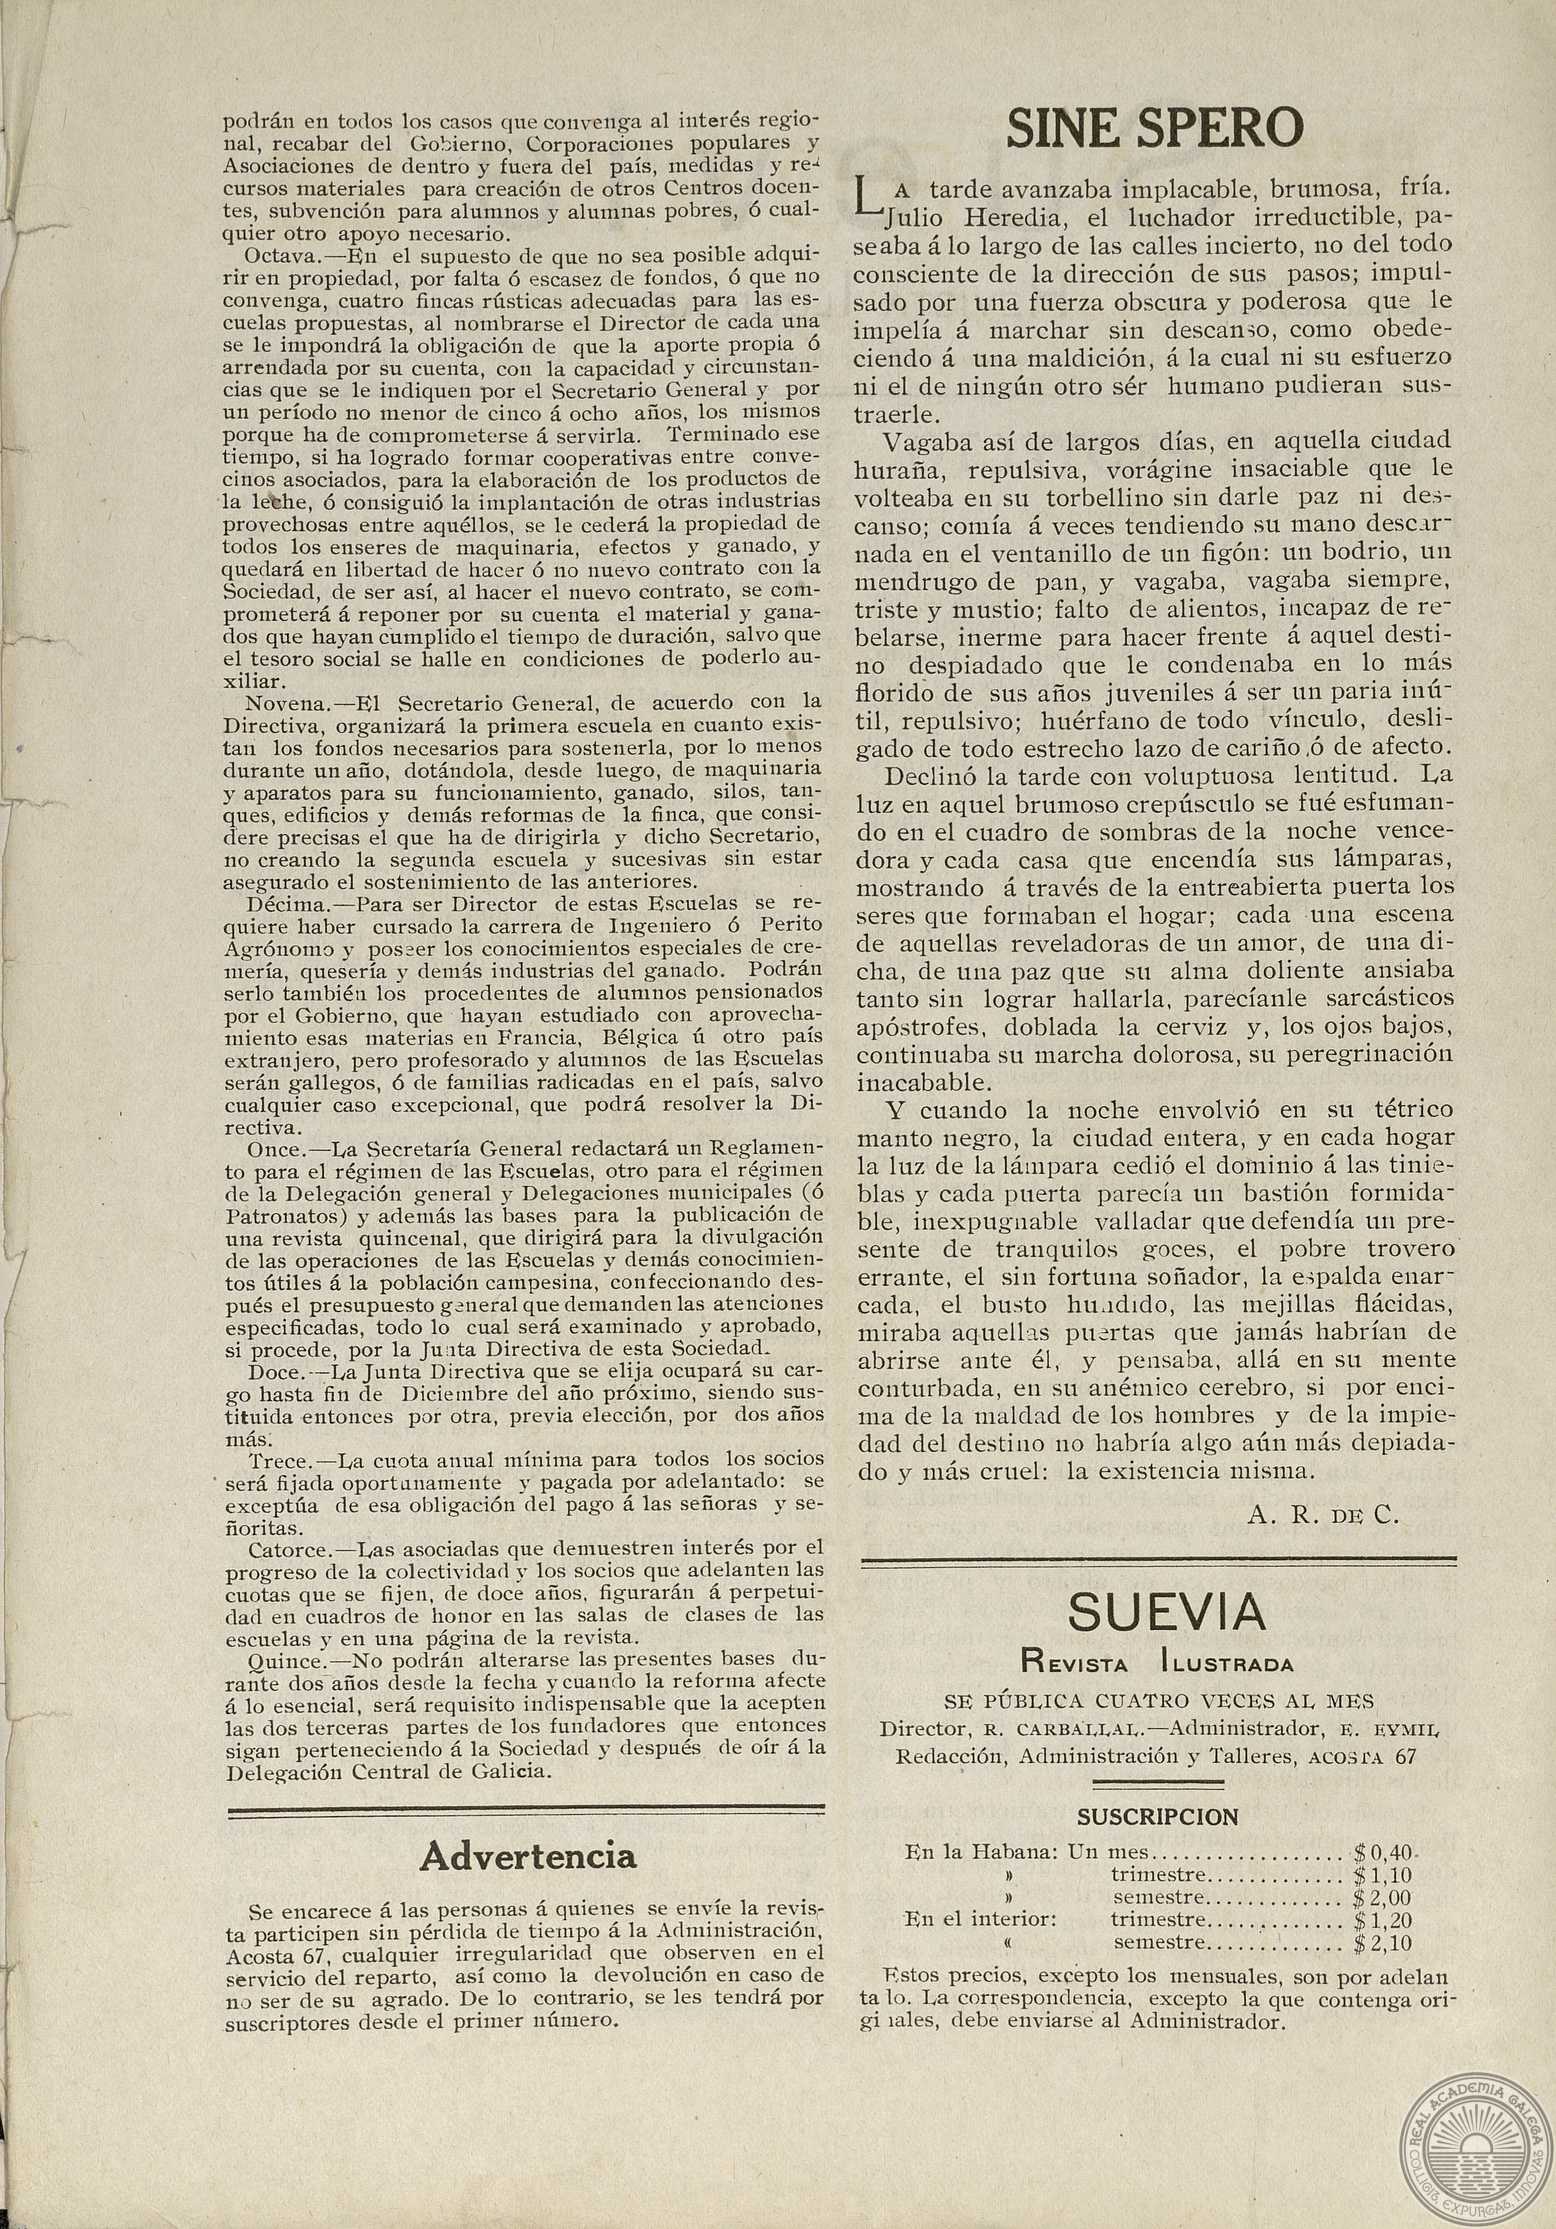 podrán en todos los casos que convenga al interés regio-
nal, recabar del Gobierno, Corporaciones populares y
Asociaciones de dentro y fuera del país, medidas y re-
cursos materiales para creación de otros Centros docen-
tes, subvención para alumnos y alumnas pobres, ó cual-
quier otro apoyo necesario.
Octava.—En el supuesto de que no sea posible adqui-
rir en propiedad, por falta ó escasez de fondos, ó que no
convenga, cuatro fincas rústicas adecuadas para las es-
cuelas propuestas, al nombrarse el Director de cada una
se le impondrá la obligación de que la aporte propia ó
arrendada por su cuenta, con la capacidad y circunstan-
cias que se le indiquen por el Secretario General y por
un período no menor de cinco á ocho años, los mismos
porque ha de comprometerse á servirla. Terminado ese
tiempo, si ha logrado formar cooperativas entre conve-
cinos asociados, para la elaboración de los productos de
la leche, ó consiguió la implantación de otras industrias
provechosas entre aquéllos, se le cederá la propiedad de
todos los enseres de maquinaria, efectos y ganado, y
quedará en libertad de hacer ó no nuevo contrato con la
Sociedad, de ser así, al hacer el nuevo contrato, se com-
prometerá á reponer por su cuenta el material y gana-
dos que hayan cumplido el tiempo de duración, salvo que
el tesoro social se halle en condiciones de poderlo au-
xiliar.
Novena.—El Secretario General, de acuerdo con la
Directiva, organizará la primera escuela en cuanto exis-
tan los fondos necesarios para sostenerla, por lo menos
durante un año, dotándola, desde luego, de maquinaria
y aparatos para su funcionamiento, ganado, silos, tan-
ques, edificios y demás reformas de la finca, que consi-
dere precisas el que ha de dirigirla y dicho Secretario,
no creando la segunda escuela y sucesivas sin estar
asegurado el sostenimiento de las anteriores.
Décima.—Para ser Director de estas Escuelas se re-
quiere haber cursado la carrera de Ingeniero ó Perito
Agrónomo y poseer los conocimientos especiales de cre-
mería, quesería y demás industrias del ganado. Podrán
serlo también los procedentes de alumnos pensionados
por el Gobierno, que hayan estudiado con aprovecha-
miento esas materias en Francia, Bélgica ú otro país
extranjero, pero profesorado y alumnos de las Escuelas
serán gallegos, ó de familias radicadas en el país, salvo
cualquier caso excepcional, que podrá resolver la Di-
rectiva.
Once.—La Secretaría General redactará un Reglamen-
to para el régimen de las Escuelas, otro para el régimen
de la Delegación general y Delegaciones municipales (ó
Patronatos) y además las bases para la publicación de
una revista quincenal, que dirigirá para la divulgación
de las operaciones de las Escuelas y demás conocimien-
tos útiles á la población campesina, confeccionando des-
pués el presupuesto general que demanden las atenciones
especificadas, todo lo cual será examinado y aprobado,
si procede, por la Junta Directiva de esta Sociedad.
Doce.—La Junta Directiva que se elija ocupará su car-
go hasta fin de Diciembre del año próximo, siendo sus-
tituida entonces por otra, previa elección, por dos años
más.
Trece.—La cuota anual mínima para todos los socios
será fijada oportunamente y pagada por adelantado: se
exceptúa de esa obligación del pago á las señoras y se-
ñoritas.
Catorce.—Las asociadas que demuestren interés por el
progreso de la colectividad y los socios que adelanten las
cuotas que se fijen, de doce años, figurarán á perpetui-
dad en cuadros de honor en las salas de clases de las
escuelas y en una página de la revista.
Quince.—No podrán alterarse las presentes bases du-
rante dos años desde la fecha y cuando la reforma afecte
á lo esencial, será requisito indispensable que la acepten
las dos terceras partes de los fundadores que entonces
sigan perteneciendo á la Sociedad y después de oír á la
Delegación Central de Galicia.
Advertencia
Se encarece á las personas á quienes se envíe la revis-
ta participen sin pérdida de tiempo á la Administración,
Acosta 67, cualquier irregularidad que observen en el
servicio del reparto, así como la devolución en caso de
no ser de su agrado. De lo contrario, se les tendrá por
suscriptores desde el primer número.
SINE SPERO
LA tarde avanzaba implacable, brumosa, fría.
Julio Heredia, el luchador irreductible, pa-
seaba á lo largo de las calles incierto, no del todo
consciente de la dirección de sus pasos; impul-
sado por una fuerza obscura y poderosa que le
impelía á marchar sin descanso, como obede-
ciendo á una maldición, á la cual ni su esfuerzo
ni el de ningún otro sér humano pudieran sus-
traerle.
Vagaba así de largos días, en aquella ciudad
huraña, repulsiva, vorágine insaciable que le
volteaba en su torbellino sin darle paz ni des-
canso; comía á veces tendiendo su mano descar-
nada en el ventanillo de un figón: un bodrio, un
mendrugo de pan, y vagaba, vagaba siempre,
triste y mustio; falto de alientos, incapaz de re-
belarse, inerme para hacer frente á aquel desti-
no despiadado que le condenaba en lo más
florido de sus años juveniles á ser un paria inú-
til, repulsivo; huérfano de todo vínculo, desli-
gado de todo estrecho lazo de cariño ó de afecto.
Declinó la tarde con voluptuosa lentitud. La
luz en aquel brumoso crepúsculo se fué esfuman-
do en el cuadro de sombras de la noche vence-
dora y cada casa que encendía sus lámparas,
mostrando á través de la entreabierta puerta los
seres que formaban el hogar; cada una escena
de aquellas reveladoras de un amor, de una di-
cha, de una paz que su alma doliente ansiaba
tanto sin lograr hallarla, parecíanle sarcásticos
apóstrofes, doblada la cerviz y, los ojos bajos,
continuaba su marcha dolorosa, su peregrinación
inacabable.
Y cuando la noche envolvió en su tétrico
manto negro, la ciudad entera, y en cada hogar
la luz de la lámpara cedió el dominio á las tinie-
blas y cada puerta parecía un bastión formida-
ble, inexpugnable valladar que defendía un pre-
sente de tranquilos goces, el pobre trovero
errante, el sin fortuna soñador, la espalda enar-
cada, el busto hundido, las mejillas flácidas,
miraba aquellas puertas que jamás habrían de
abrirse ante él, y pensaba, allá en su mente
conturbada, en su anémico cerebro, si por enci-
ma de la maldad de los hombres y de la impie-
dad del destino no habría algo aún más depiada-
do y más cruel: la existencia misma.
A. R. DE C.
SUEVIA
REVISTA ILUSTRADA
SE PÚBLICA CUATRO VECES AL MES
Director, R. CARBALLAL.—Administrador, E. EYMIL
Redacción, Administración y Talleres, ACOSTA 67
SUSCRIPCION
En la Habana: Un mes.................. $ 0,40
» trimestre............. $ 1,10
» semestre............. $ 2,00
En el interior: trimestre............. $ 1,20
« semestre............. $ 2,10
Estos precios, excepto los mensuales, son por adelan
ta lo. La correspondencia, excepto la que contenga ori-
gi nales, debe enviarse al Administrador.
REAL ACADEMIA GALEGA
COLLIGIT, EXPURGAT, INNOVAT